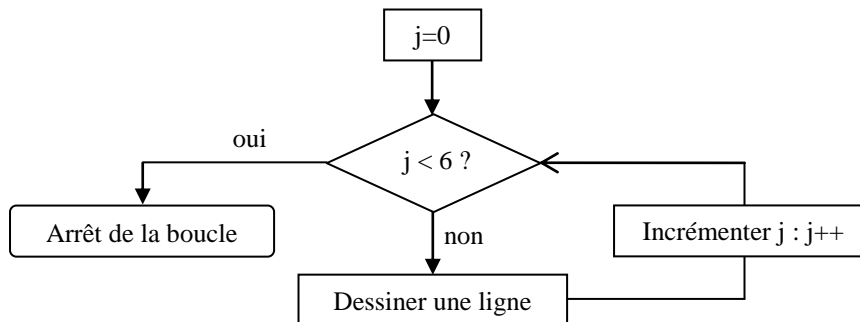 j=0
oui
j < 6 ?
Arrêt de la boucle
non
Incrémenter j : j++
Dessiner une ligne